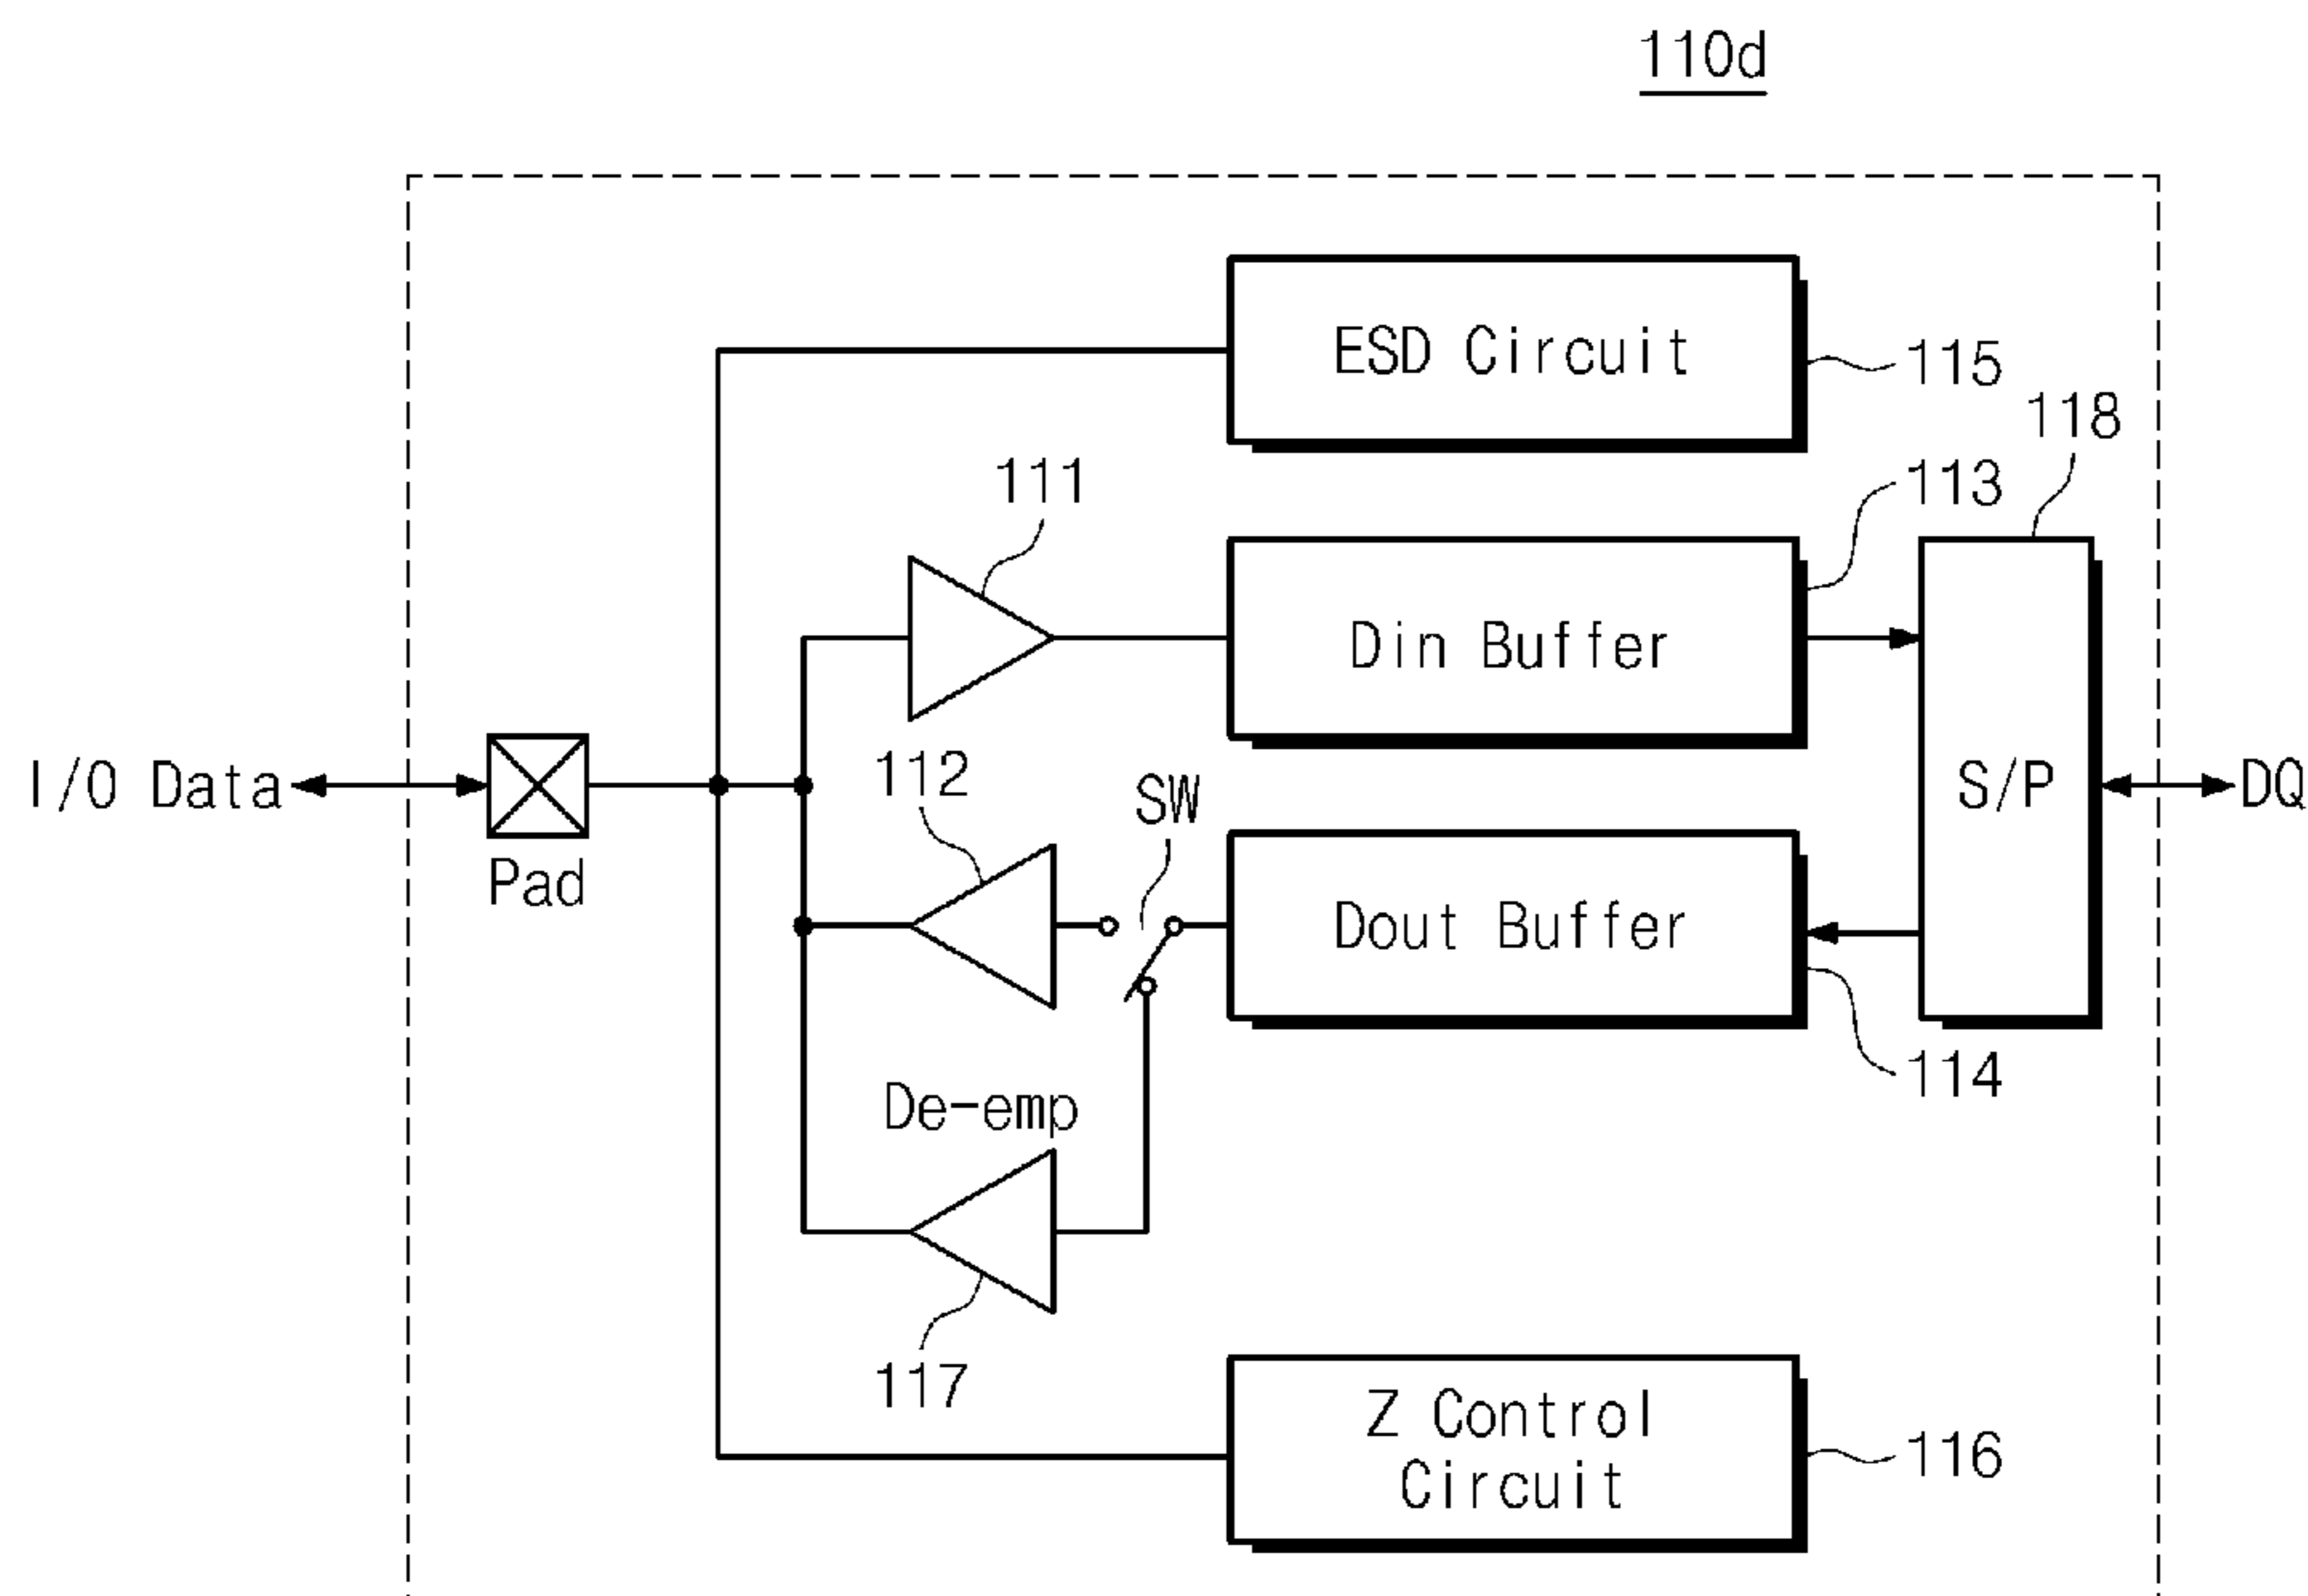 110d
ESD Circuit
115
118
111
113
Din Buffer
I/O Data
Pad
112
SW
S/P
DQ
Dout Buffer
114
De-emp
117
Z Control
Circuit
116